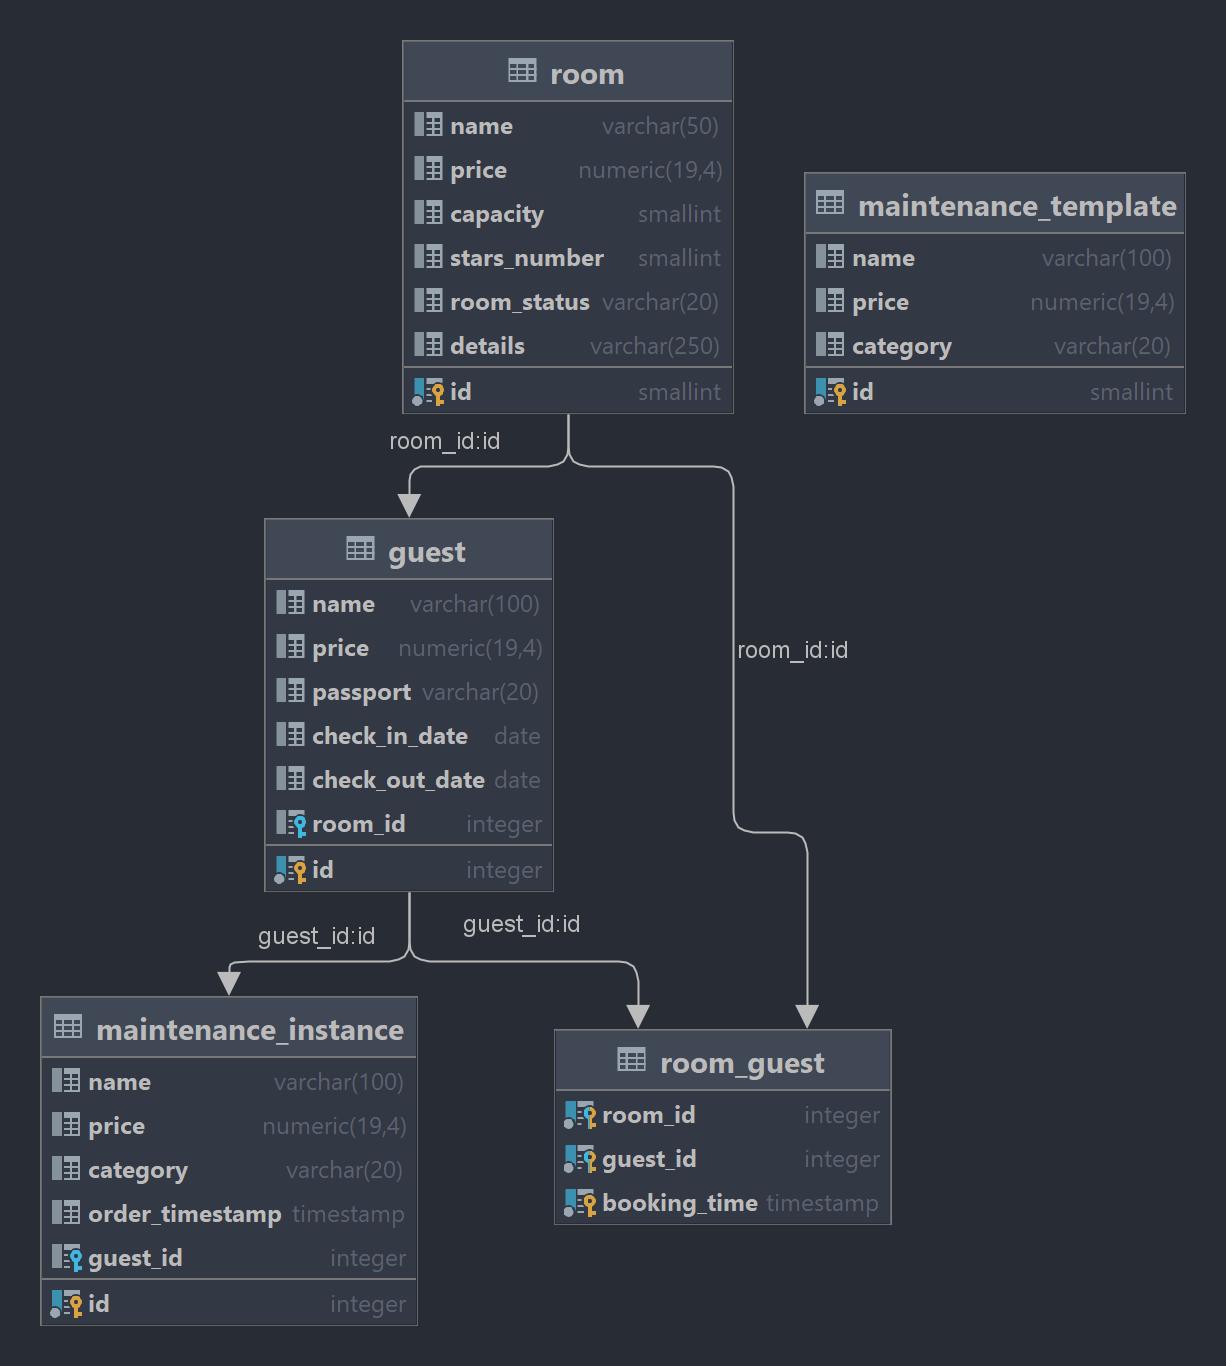 room
name varchar(50)
price numeric(19,4)
capacity smallint
stars_number smallint
room_status varchar(20)
details varchar(250)
id smallint
maintenance_template
name varchar(100)
price numeric(19,4)
category varchar(20)
id smallint
room_id:id
guest
name varchar(100)
price numeric(19,4)
passport varchar(20)
check_in_date date
check_out_date date
room_id integer
id integer
room_id:id
guest_id:id
guest_id:id
maintenance_instance
name varchar(100)
price numeric(19,4)
category varchar(20)
order_timestamp timestamp
guest_id integer
id integer
room_guest
room_id integer
guest_id integer
booking_time timestamp